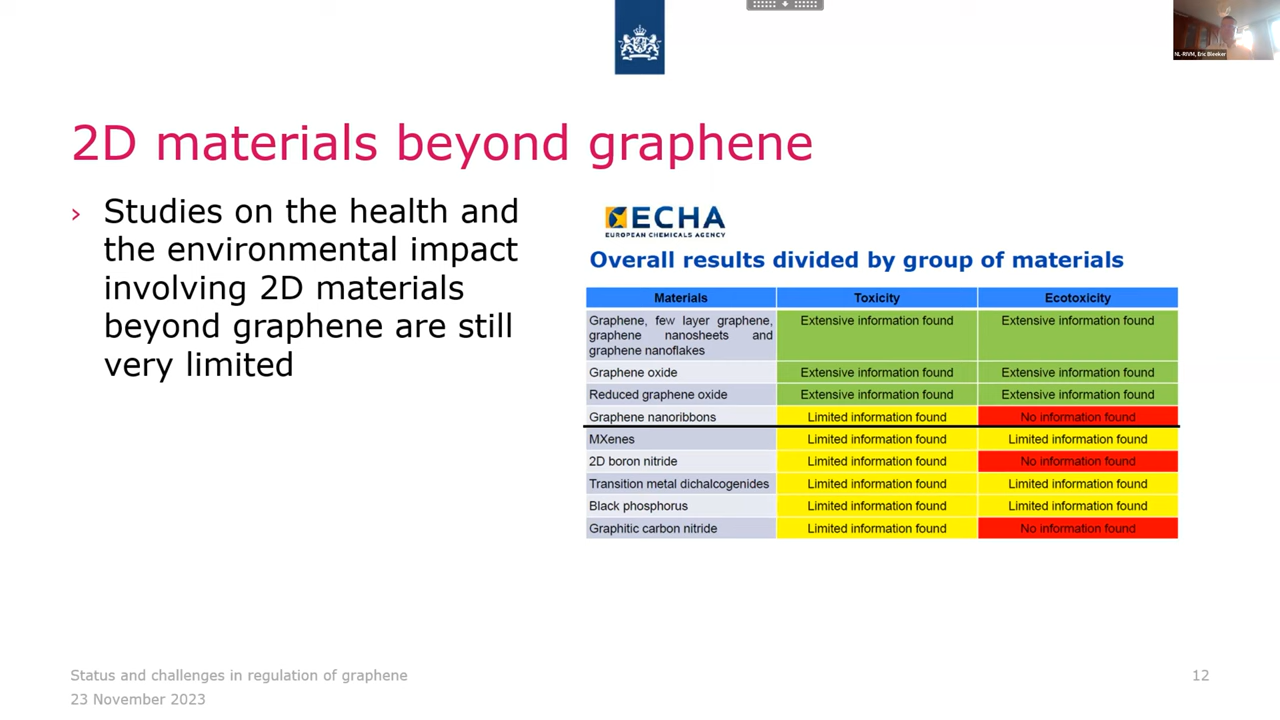 NL-RIVM, Eric Bleeker
2D materials beyond graphene
› Studies on the health and
the environmental impact
involving 2D materials
beyond graphene are still
very limited
ECHA
EUROPEAN CHEMICALS AGENCY
Overall results divided by group of materials
Materials Toxicity Ecotoxicity
Graphene, few layer graphene, Extensive information found Extensive information found
graphene nanosheets and
graphene nanoflakes
Graphene oxide Extensive information found Extensive information found
Reduced graphene oxide Extensive information found Extensive information found
Graphene nanoribbons Limited information found No information found
MXenes Limited information found Limited information found
2D boron nitride Limited information found No information found
Transition metal dichalcogenides Limited information found Limited information found
Black phosphorus Limited information found Limited information found
Graphitic carbon nitride Limited information found No information found
Status and challenges in regulation of graphene 12
23 November 2023